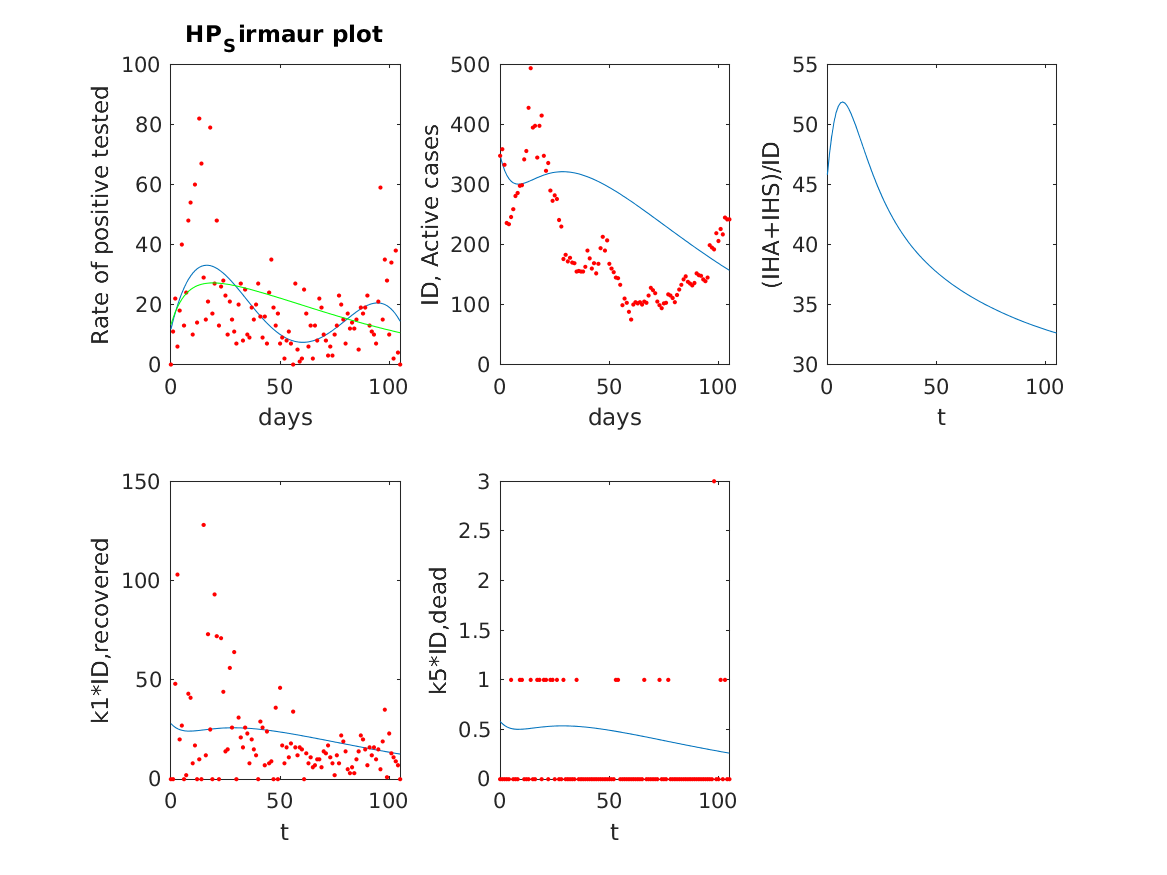 HP_Sirmaur plot
100
80
60
40
20
0
0 50 100
Rate of positive tested
days
500
400
300
200
100
0
0 50 100
ID, Active cases
days
55
50
45
40
35
30
0 50 100
(IHA+IHS)/ID
t
150
100
50
0
0 50 100
k1*ID,recovered
t
3
2.5
2
1.5
1
0.5
0
0 50 100
k5*ID,dead
t